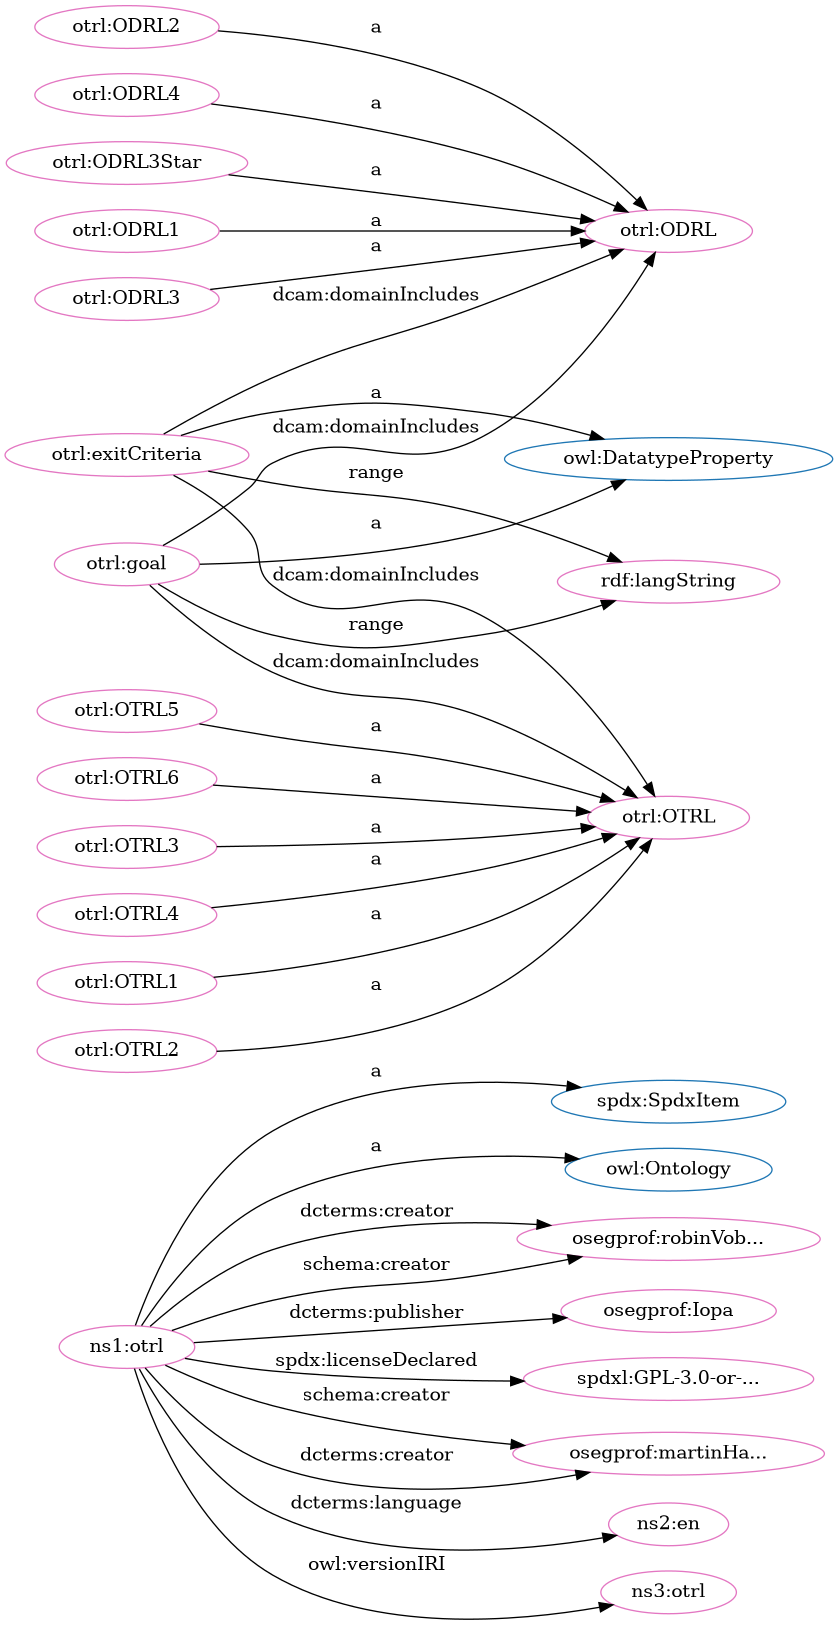 otrl:ODRL2
a
otrl:ODRL4
a
otrl:ODRL3Star
a
otrl:ODRL1
a
otrl:ODRL
a
otrl:ODRL3
dcam:domainIncludes
a
dcam:domainIncludes
otrl:exitCriteria
owl:DatatypeProperty
range
a
otrl:goal
dcam:domainIncludes
rdf:langString
range
dcam:domainIncludes
otrl:OTRL5
a
otrl:OTRL6
a
otrl:OTRL
a
otrl:OTRL3
a
otrl:OTRL4
a
otrl:OTRL1
a
otrl:OTRL2
a
spdx:SpdxItem
a
owl:Ontology
dcterms:creator
osegprof:robinVob...
schema:creator
dcterms:publisher
osegprof:Iopa
ns1:otrl
spdx:licenseDeclared
spdxl:GPL-3.0-or-...
schema:creator
dcterms:creator
osegprof:martinHa...
dcterms:language
ns2:en
owl:versionIRI
ns3:otrl